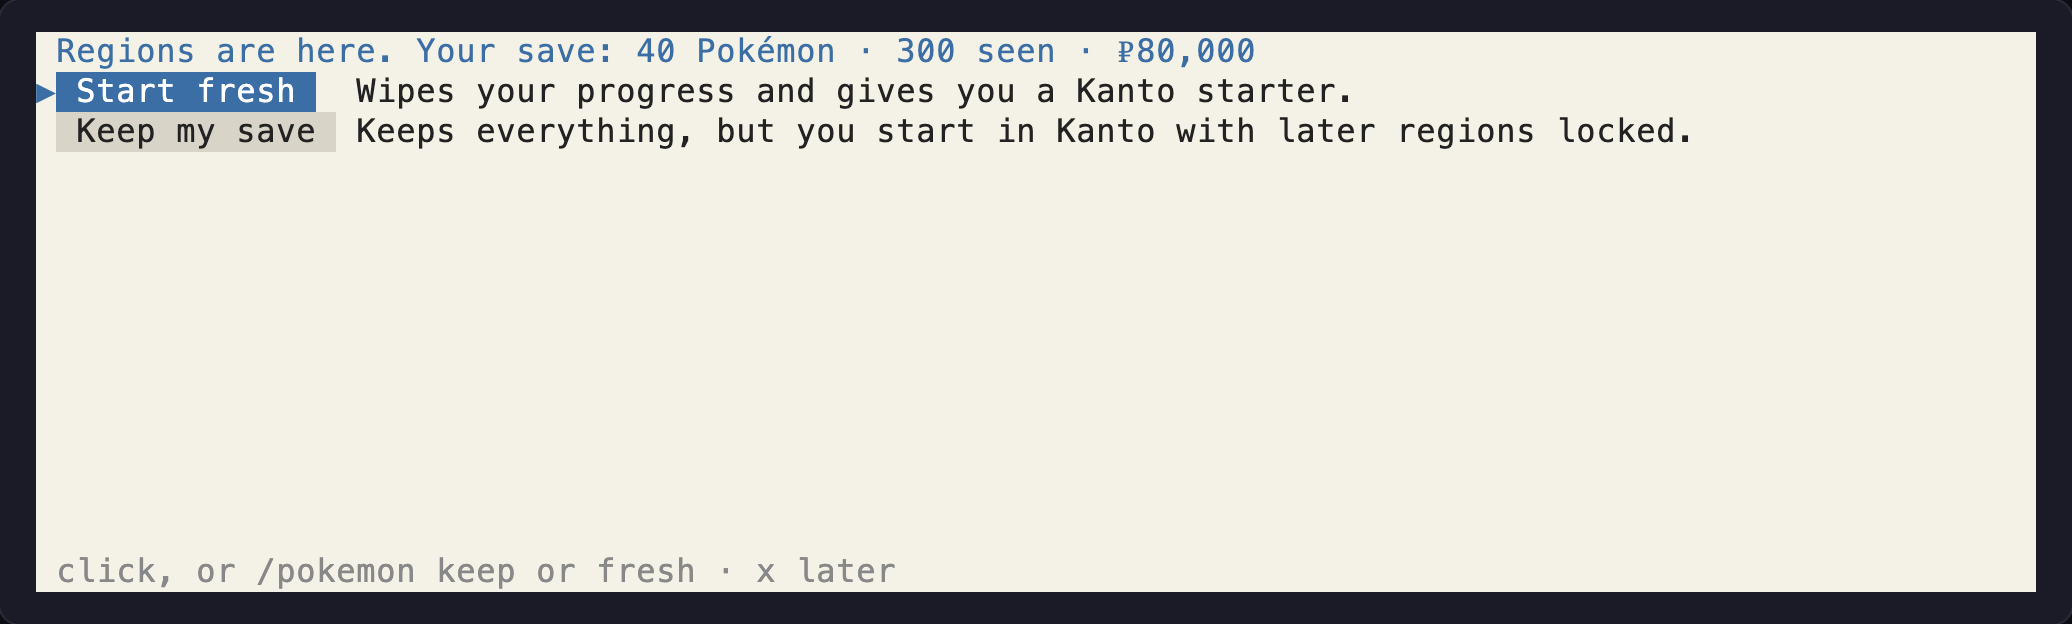 Regions are here. Your save: 40 Pokémon · 300 seen · ₽80,000
▶ Start fresh Wipes your progress and gives you a Kanto starter.
Keep my save Keeps everything, but you start in Kanto with later regions locked.
click, or /pokemon keep or fresh · x later